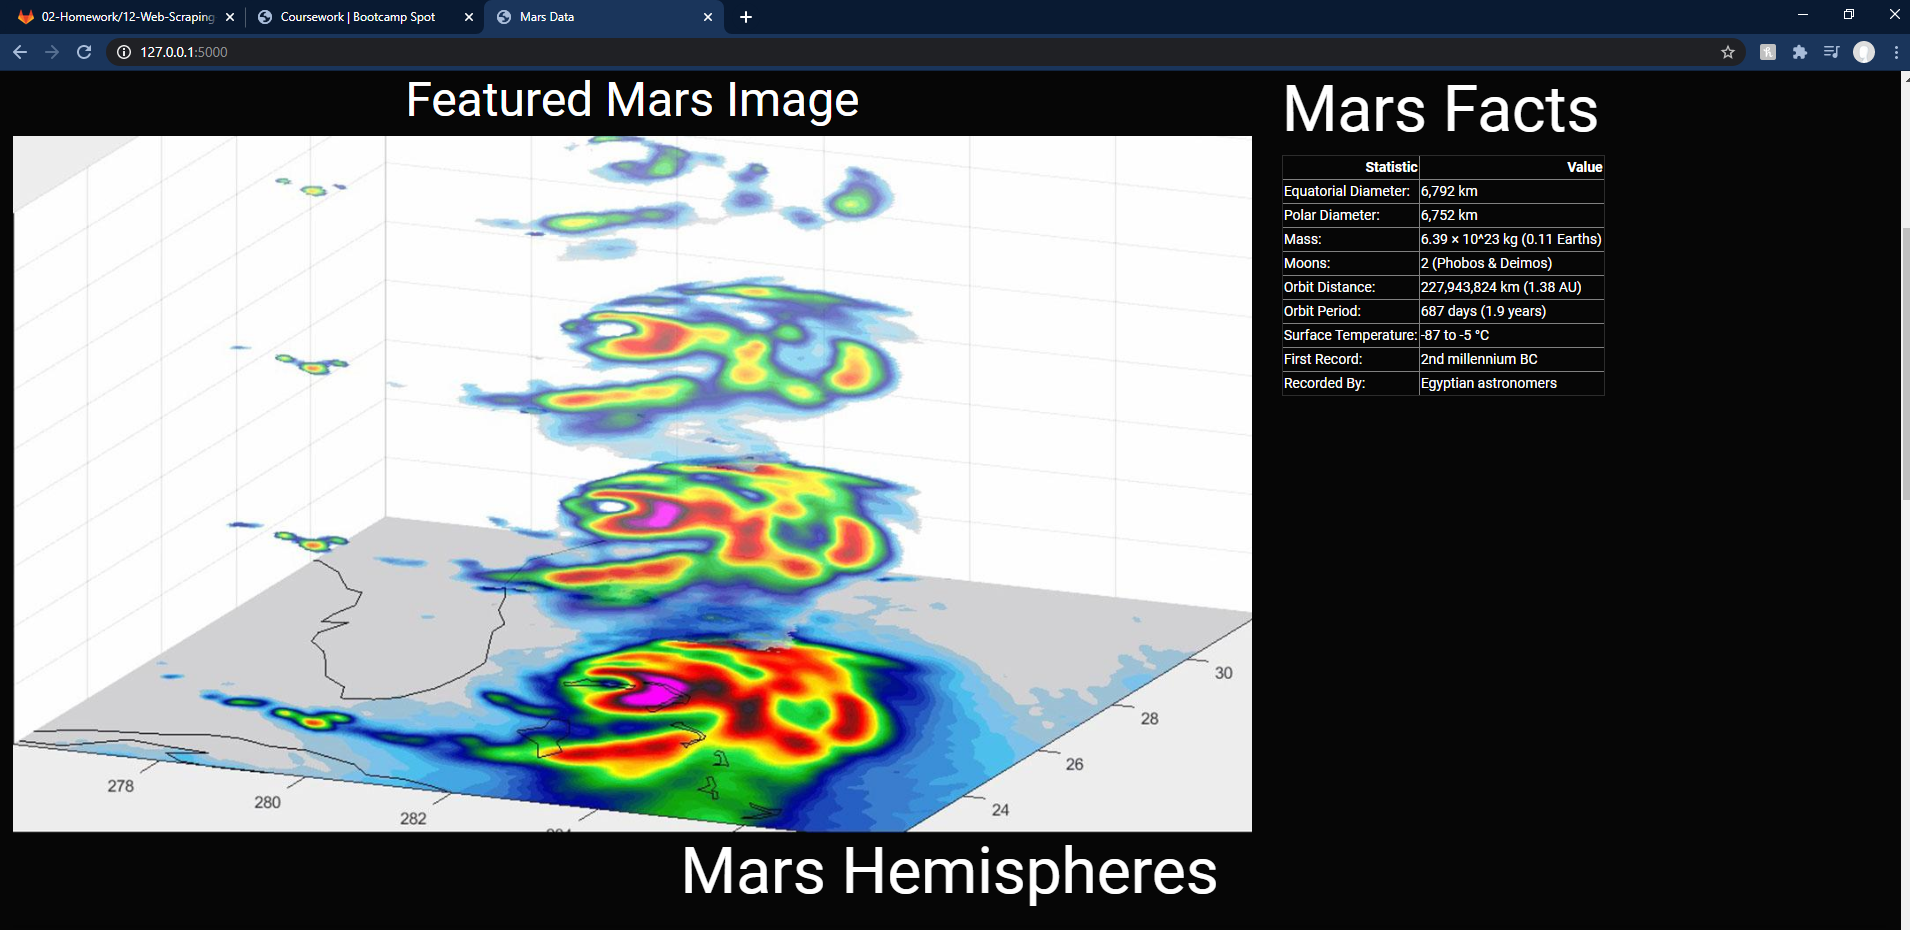 02-Homework/12-Web-Scraping
Coursework | Bootcamp Spot
Mars Data
127.0.0.1:5000
Featured Mars Image
278
280
282
24
26
28
30
Mars Facts
Statistic Value
Equatorial Diameter: 6,792 km
Polar Diameter: 6,752 km
Mass: 6.39 × 10^23 kg (0.11 Earths)
Moons: 2 (Phobos & Deimos)
Orbit Distance: 227,943,824 km (1.38 AU)
Orbit Period: 687 days (1.9 years)
Surface Temperature: -87 to -5 °C
First Record: 2nd millennium BC
Recorded By: Egyptian astronomers
Mars Hemispheres